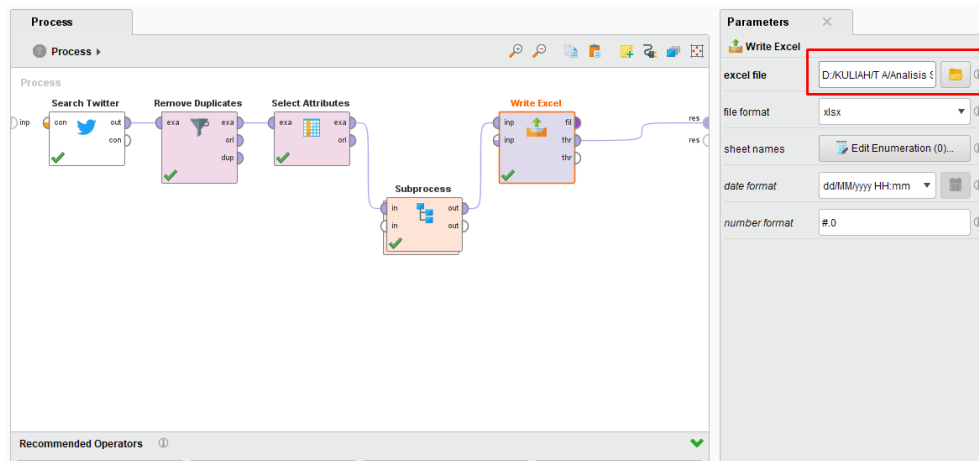 Process
Process
Process
Search Twitter
Remove Duplicates
Select Attributes
Write Excel
inp
con
out
con
exa
exa
ori
dup
exa
exa
ori
inp
inp
fil
thr
thr
res
res
Subprocess
in
in
out
out
Recommended Operators
Parameters
Write Excel
excel file
D:/KULIAH/T A/Analisis S
file format
xlsx
sheet names
Edit Enumeration (0)...
date format
dd/MM/yyyy HH:mm
number format
#.0